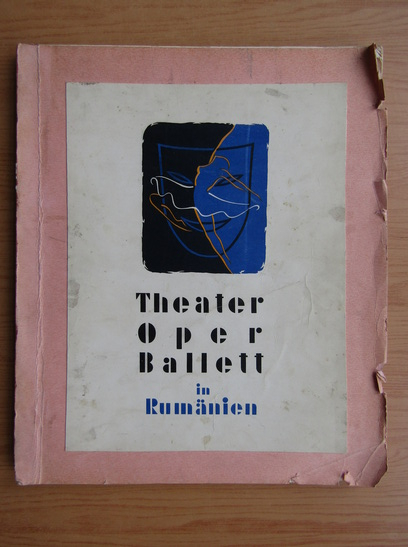 Theater
Oper
Ballett
in
Rumänien